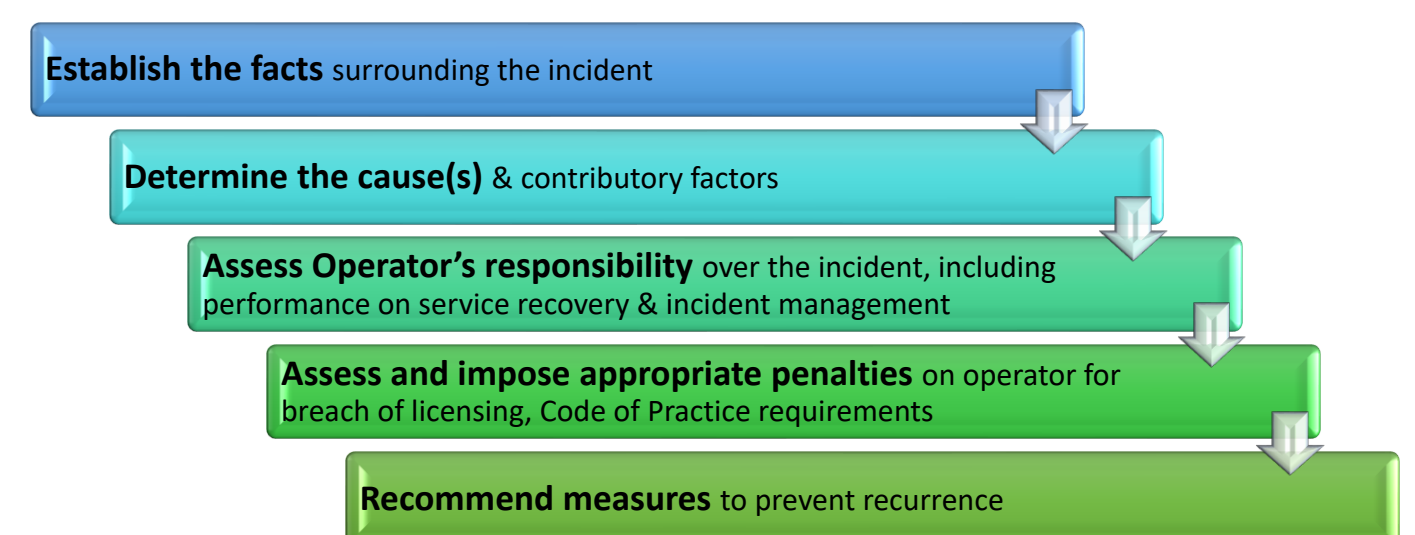 Establish the facts surrounding the incident
Determine the cause(s) & contributory factors
Assess Operator’s responsibility over the incident, including
performance on service recovery & incident management
Assess and impose appropriate penalties on operator for
breach of licensing, Code of Practice requirements
Recommend measures to prevent recurrence